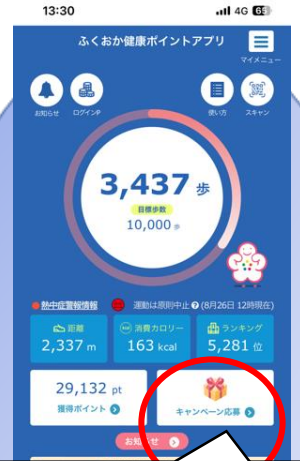 13:30 4G 65
ふくおか健康ポイントアプリ
マイメニュー
お知らせ ログインP 使い方 スキャン
3,437 歩
目標歩数
10,000 歩
熱中症警報情報 運動は原則中止 ? (8月26日 12時現在)
距離 消費カロリー ランキング
2,337 m 163 kcal 5,281 位
29,132 pt
獲得ポイント キャンペーン応募